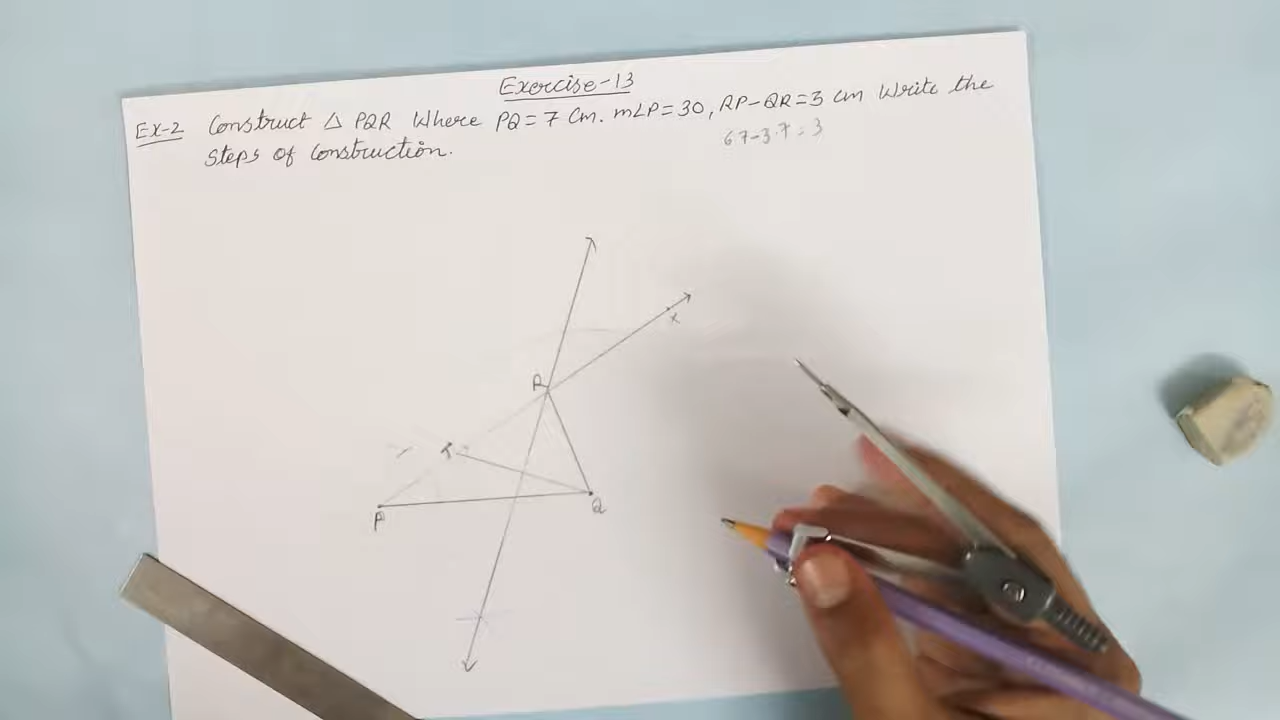 Exercise-13
Ex-2 Construct △ PQR Where PQ = 7 Cm. m∠P = 30, RP-QR = 3 cm Write the
6.7-3.7 = 3
Steps of Construction.
X
R
T
P
Q